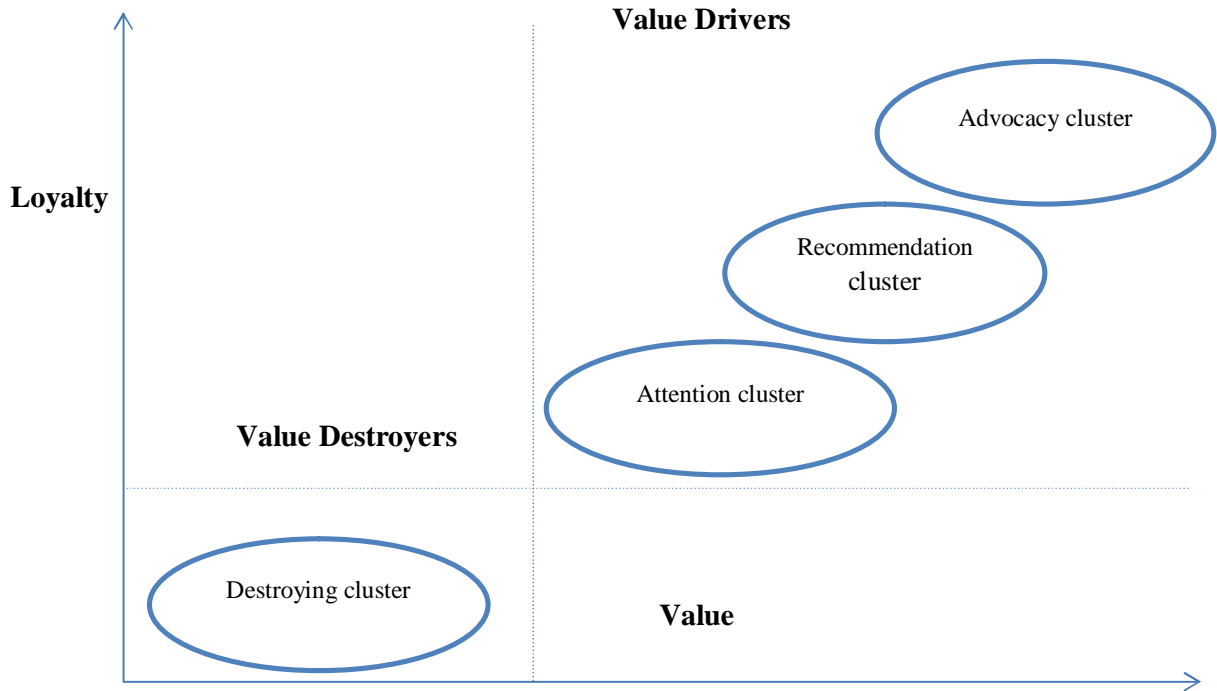 Value Drivers
Advocacy cluster
Loyalty
Recommendation
cluster
Attention cluster
Value Destroyers
Destroying cluster
Value